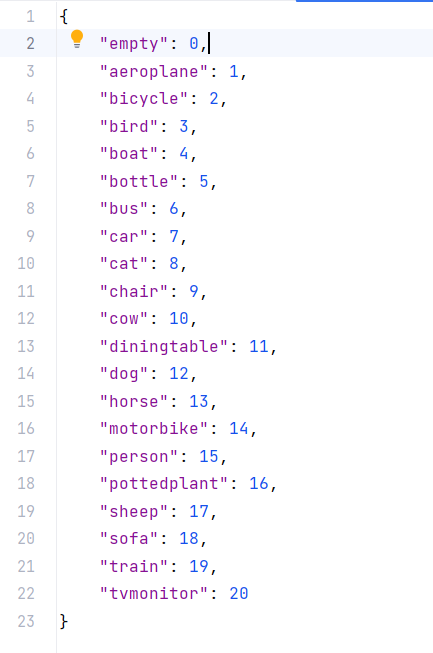 1 {
2 "empty": 0,
3 "aeroplane": 1,
4 "bicycle": 2,
5 "bird": 3,
6 "boat": 4,
7 "bottle": 5,
8 "bus": 6,
9 "car": 7,
10 "cat": 8,
11 "chair": 9,
12 "cow": 10,
13 "diningtable": 11,
14 "dog": 12,
15 "horse": 13,
16 "motorbike": 14,
17 "person": 15,
18 "pottedplant": 16,
19 "sheep": 17,
20 "sofa": 18,
21 "train": 19,
22 "tvmonitor": 20
23 }